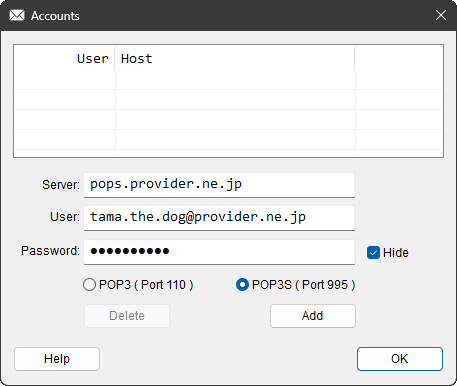 Accounts
User Host
Server: pops.provider.ne.jp
User: tama.the.dog@provider.ne.jp
Password: ●●●●●●●●●● Hide
POP3 ( Port 110 ) POP3S ( Port 995 )
Delete Add
Help OK